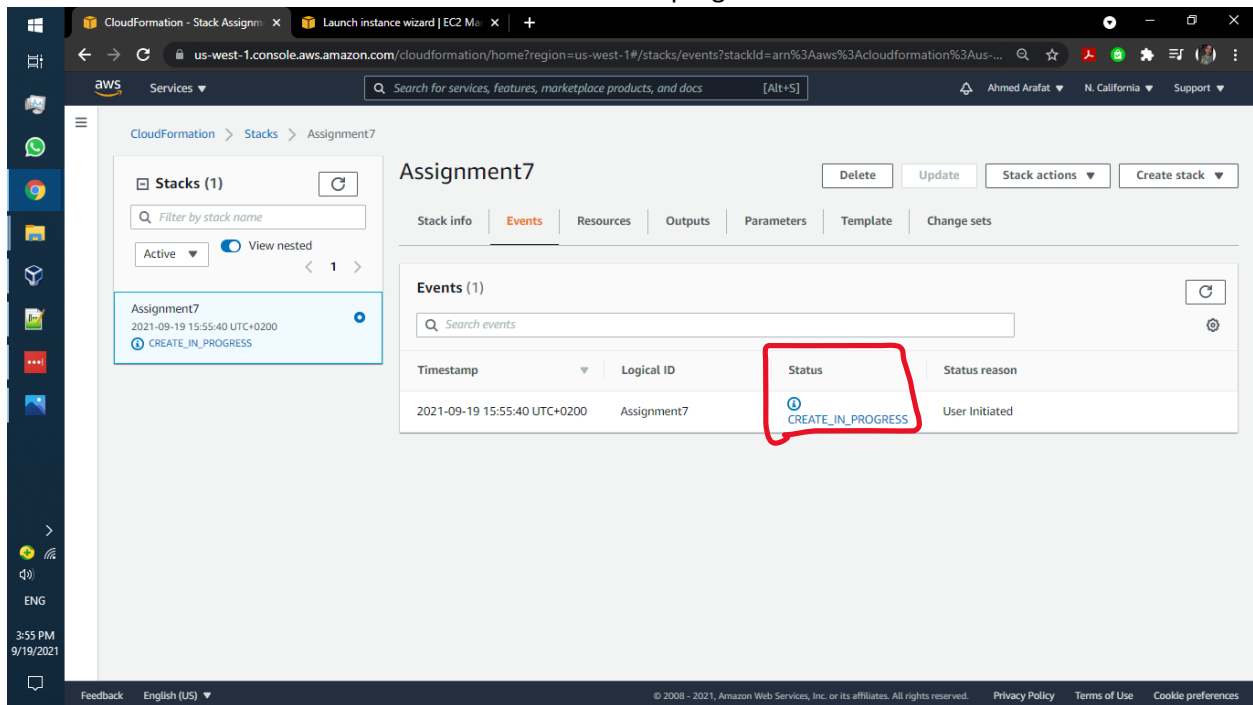 CloudFormation - Stack Assignm
Launch instance wizard | EC2 Ma
us-west-1.console.aws.amazon.com/cloudformation/home?region=us-west-1#/stacks/events?stackId=arn%3Aaws%3Acloudformation%3Aus-...
aws
Services
Search for services, features, marketplace products, and docs [Alt+S]
Ahmed Arafat
N. California
Support
CloudFormation > Stacks > Assignment7
Stacks (1)
Filter by stack name
Active
View nested
< 1 >
Assignment7
2021-09-19 15:55:40 UTC+0200
CREATE_IN_PROGRESS
Assignment7
Delete
Update
Stack actions
Create stack
Stack info
Events
Resources
Outputs
Parameters
Template
Change sets
Events (1)
Search events
Timestamp Logical ID Status Status reason
2021-09-19 15:55:40 UTC+0200 Assignment7 CREATE_IN_PROGRESS User Initiated
ENG
3:55 PM
9/19/2021
Feedback English (US) © 2008 - 2021, Amazon Web Services, Inc. or its affiliates. All rights reserved. Privacy Policy Terms of Use Cookie preferences